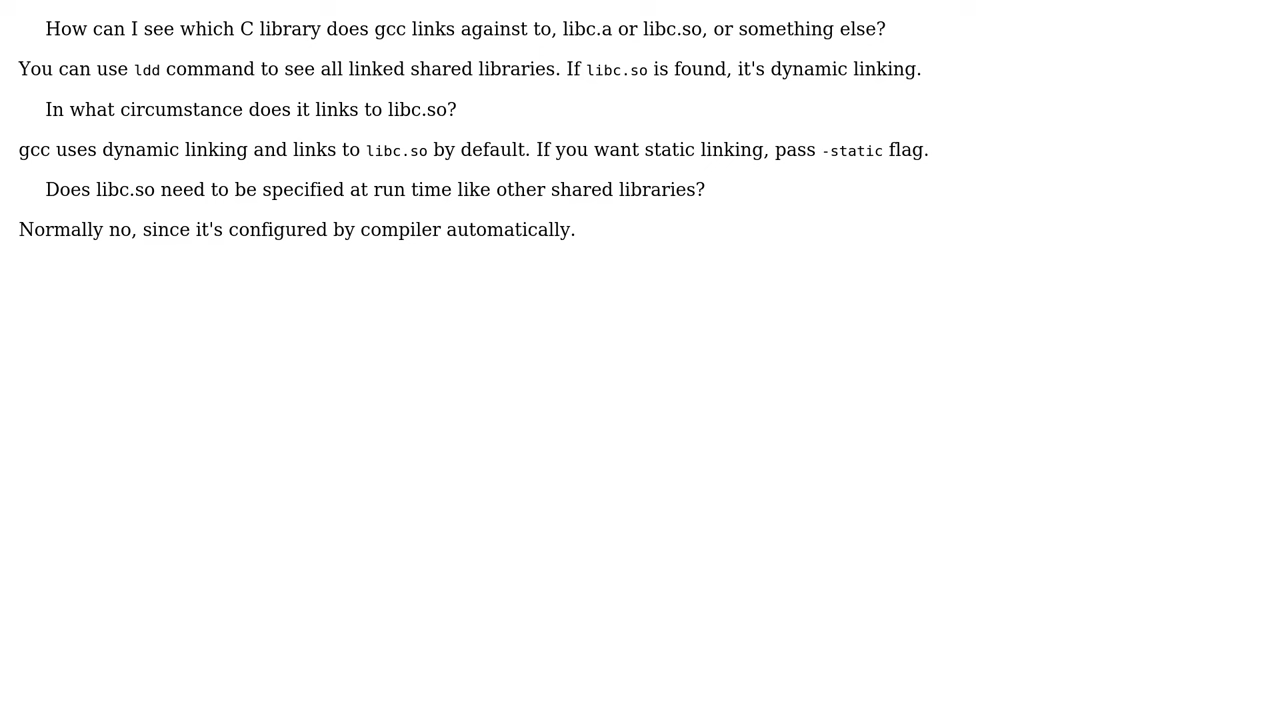 How can I see which C library does gcc links against to, libc.a or libc.so, or something else?
You can use ldd command to see all linked shared libraries. If libc.so is found, it's dynamic linking.
In what circumstance does it links to libc.so?
gcc uses dynamic linking and links to libc.so by default. If you want static linking, pass -static flag.
Does libc.so need to be specified at run time like other shared libraries?
Normally no, since it's configured by compiler automatically.